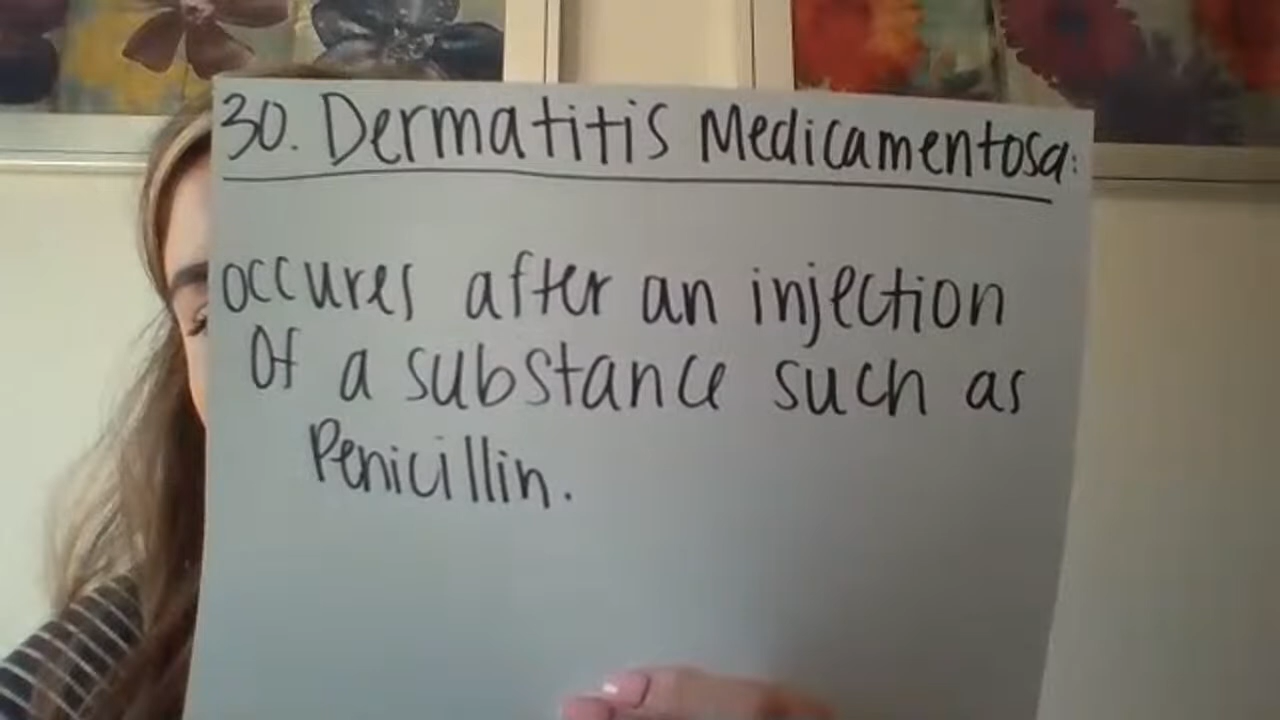 30. Dermatitis Medicamentosa:
occures after an injection
Of a substance such as
Penicillin.